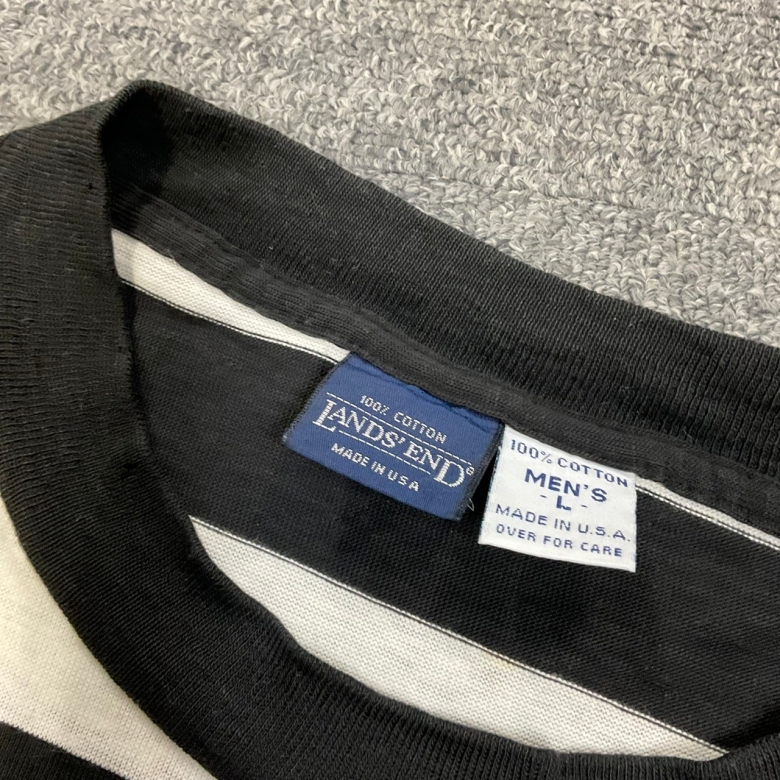 100% COTTON
LANDS' END®
MADE IN USA
100% COTTON
MEN'S
- L -
MADE IN U.S.A.
OVER FOR CARE